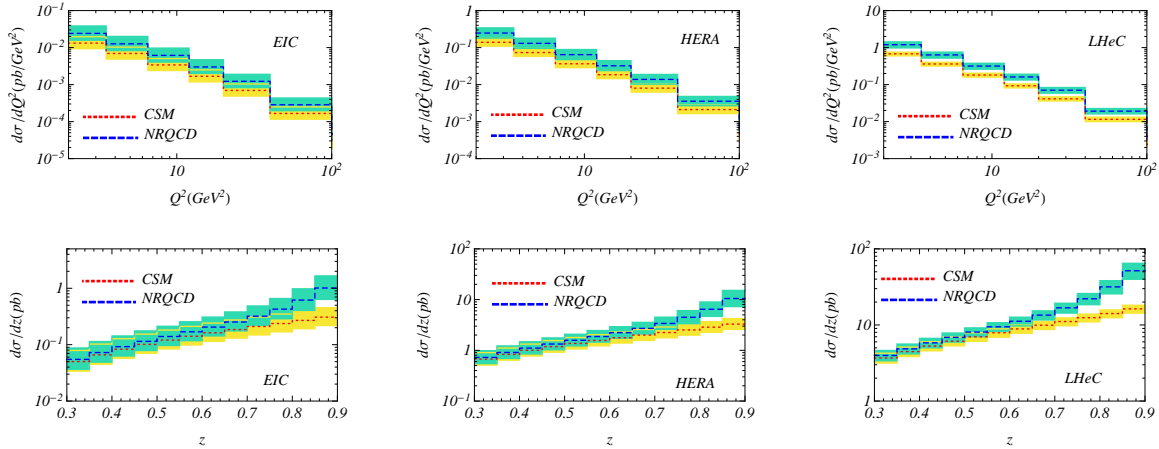 10^-1
10^-2
10^-3
10^-4
10^-5
dσ/dQ^2(pb/GeV^2)
EIC
CSM
NRQCD
10
10^2
Q^2(GeV^2)
1
10^-1
10^-2
10^-3
10^-4
dσ/dQ^2(pb/GeV^2)
HERA
CSM
NRQCD
10
10^2
Q^2(GeV^2)
10
1
10^-1
10^-2
10^-3
dσ/dQ^2(pb/GeV^2)
LHeC
CSM
NRQCD
10
10^2
Q^2(GeV^2)
1
10^-1
10^-2
dσ/dz(pb)
CSM
NRQCD
EIC
0.3 0.4 0.5 0.6 0.7 0.8 0.9
z
10^2
10
1
10^-1
dσ/dz(pb)
CSM
NRQCD
HERA
0.3 0.4 0.5 0.6 0.7 0.8 0.9
z
10^2
10
1
dσ/dz(pb)
CSM
NRQCD
LHeC
0.3 0.4 0.5 0.6 0.7 0.8 0.9
z